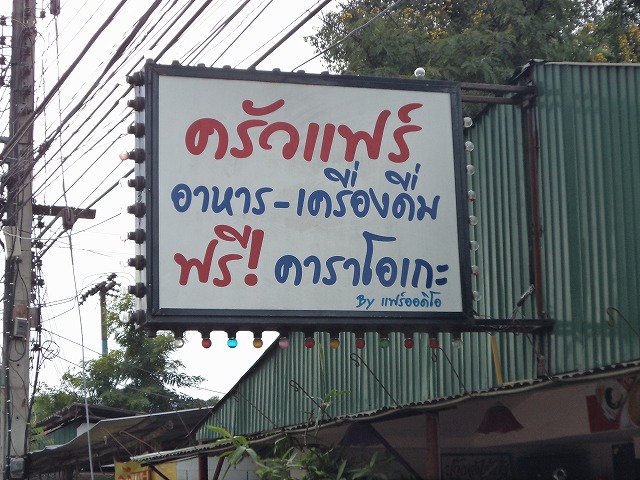 ครัวแฟร์
อาหาร-เครื่องดื่ม
ฟรี! คาราโอเกะ
By แฟร์ออดิโอ